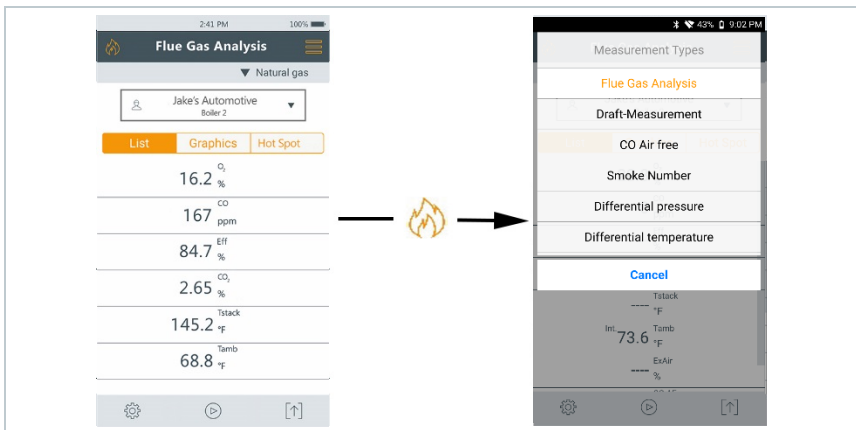 2:41 PM 100%
Flue Gas Analysis
▼ Natural gas
Jake's Automotive ▼
Boiler 2
List Graphics Hot Spot
16.2 O₂ %
167 CO ppm
84.7 Eff %
2.65 CO₂ %
145.2 Tstack °F
68.8 Tamb °F
43% 9:02 PM
Measurement Types
Flue Gas Analysis
Draft-Measurement
CO Air free
Smoke Number
Differential pressure
Differential temperature
Cancel
---- Tstack °F
Int. 73.6 Tamb °F
---- ExAir %